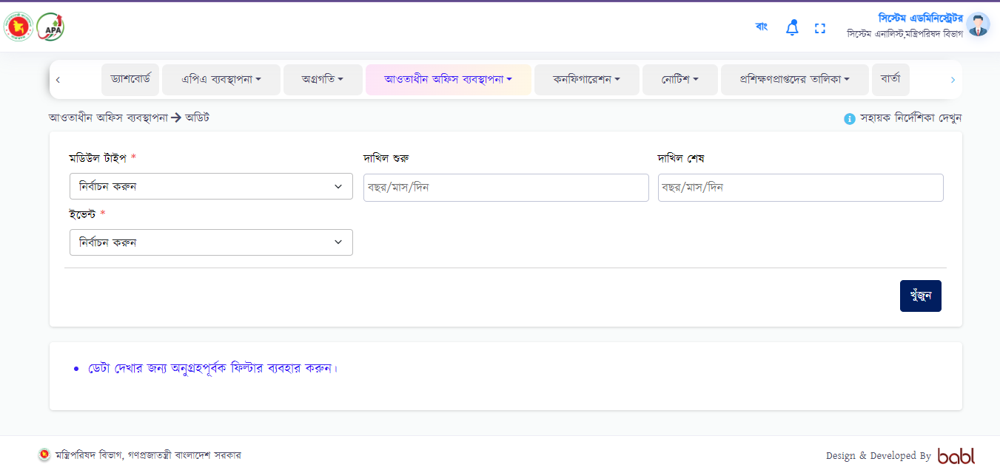 APA
বাং
সিস্টেম এডমিনিস্ট্রেটর
সিস্টেম এনালিস্ট,মন্ত্রিপরিষদ বিভাগ
ড্যাশবোর্ড এপিএ ব্যবস্থাপনা অগ্রগতি আওতাধীন অফিস ব্যবস্থাপনা কনফিগারেশন নোটিশ প্রশিক্ষণপ্রাপ্তদের তালিকা বার্তা
আওতাধীন অফিস ব্যবস্থাপনা → অডিট
সহায়ক নির্দেশিকা দেখুন
মডিউল টাইপ * দাখিল শুরু দাখিল শেষ
নির্বাচন করুন বছর/মাস/দিন বছর/মাস/দিন
ইভেন্ট *
নির্বাচন করুন
খুঁজুন
• ডেটা দেখার জন্য অনুগ্রহপূর্বক ফিল্টার ব্যবহার করুন।
মন্ত্রিপরিষদ বিভাগ, গণপ্রজাতন্ত্রী বাংলাদেশ সরকার
Design & Developed By babl